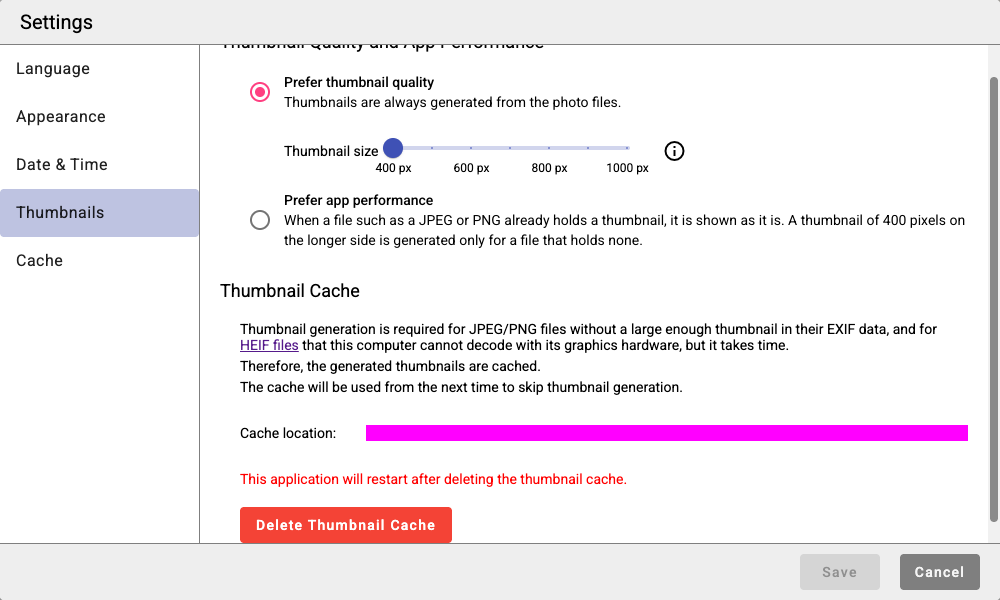 Settings
Language
Appearance
Date & Time
Thumbnails
Cache
Thumbnail Quality and App Performance
Prefer thumbnail quality
Thumbnails are always generated from the photo files.
Thumbnail size
400 px 600 px 800 px 1000 px
Prefer app performance
When a file such as a JPEG or PNG already holds a thumbnail, it is shown as it is. A thumbnail of 400 pixels on
the longer side is generated only for a file that holds none.
Thumbnail Cache
Thumbnail generation is required for JPEG/PNG files without a large enough thumbnail in their EXIF data, and for
HEIF files that this computer cannot decode with its graphics hardware, but it takes time.
Therefore, the generated thumbnails are cached.
The cache will be used from the next time to skip thumbnail generation.
Cache location:
This application will restart after deleting the thumbnail cache.
Delete Thumbnail Cache
Save
Cancel